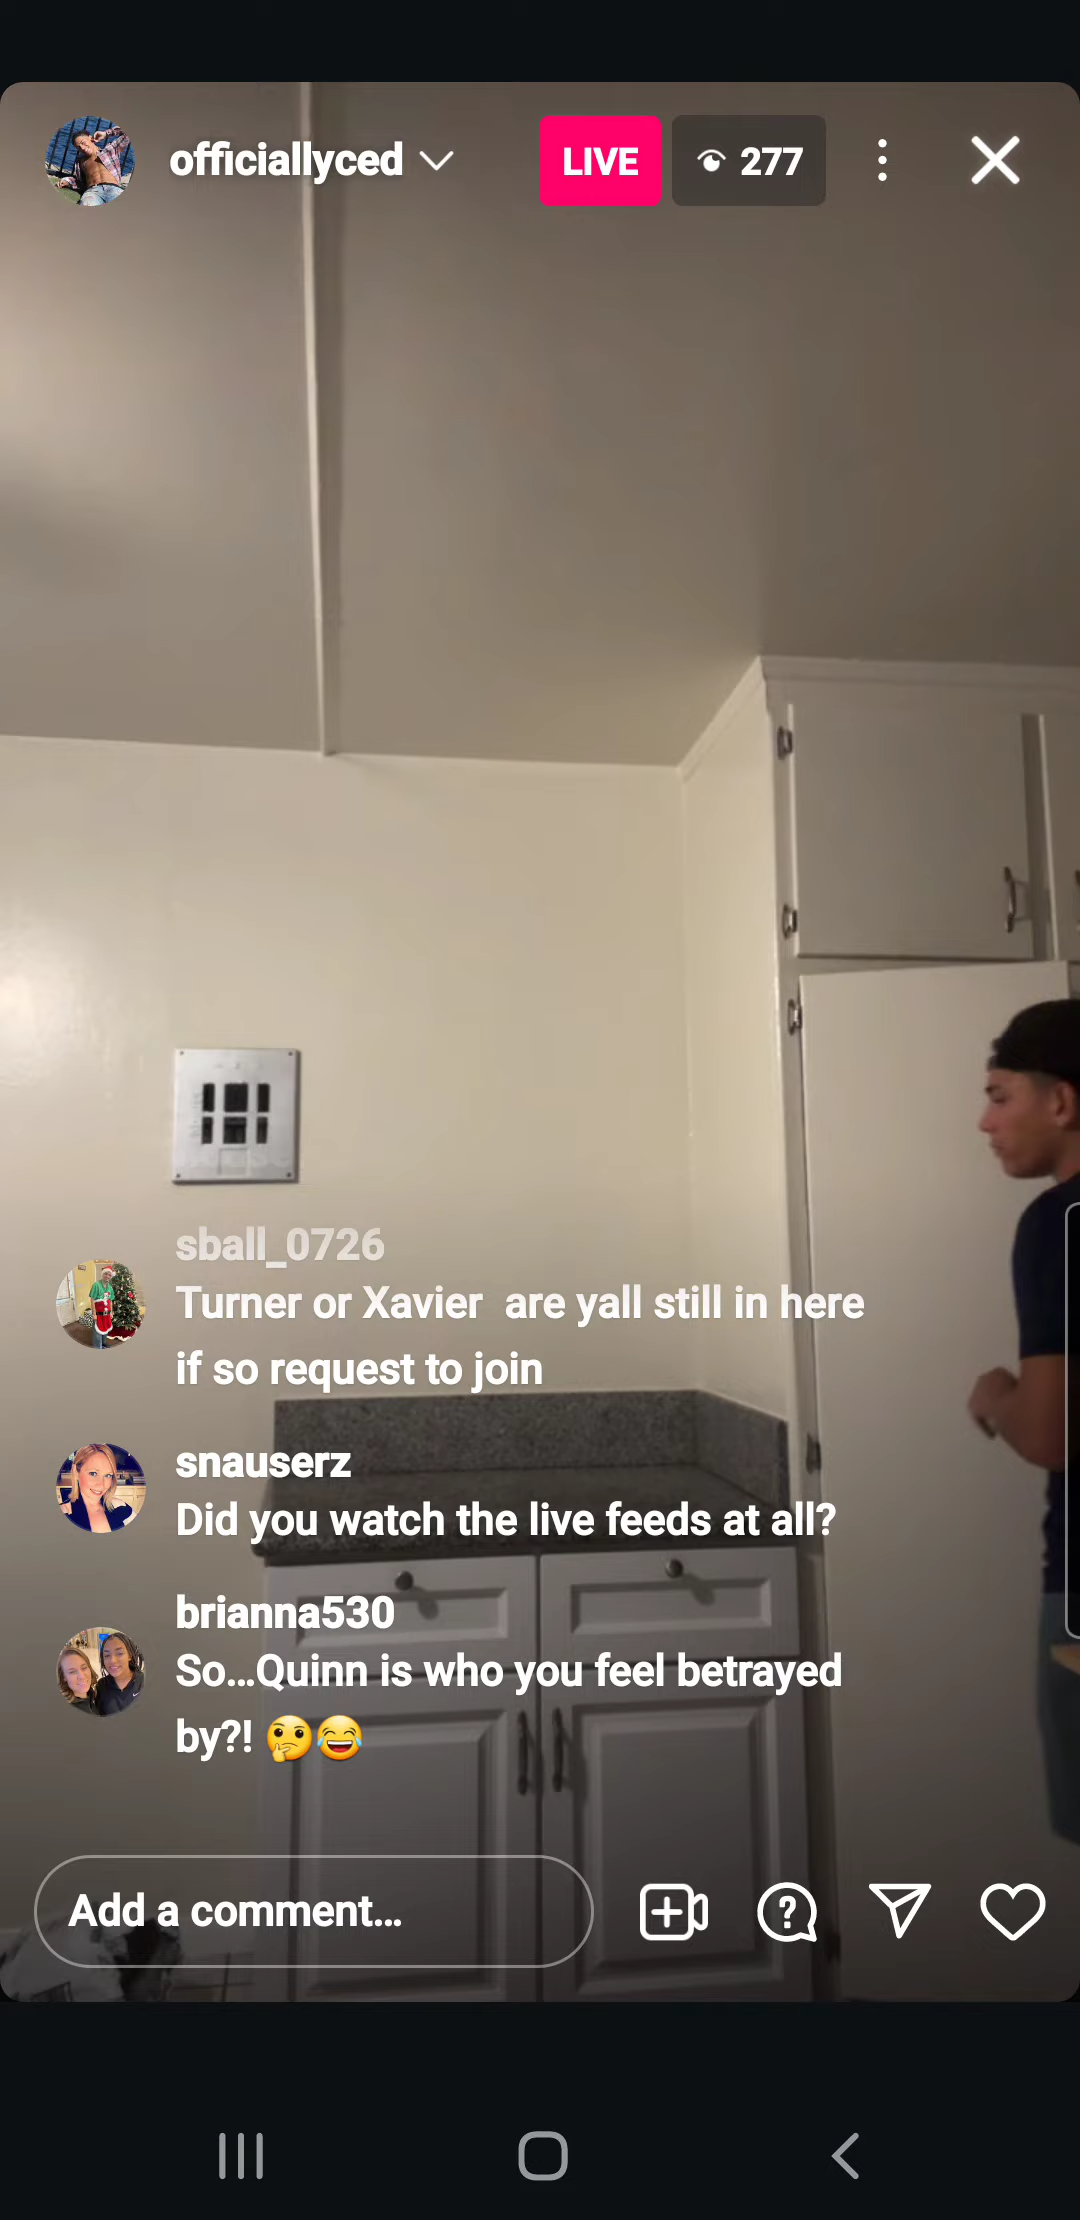 officiallyced
LIVE
277
sball_0726
Turner or Xavier  are yall still in here
if so request to join
snauserz
Did you watch the live feeds at all?
brianna530
So...Quinn is who you feel betrayed
by?! 🤔😂
Add a comment...